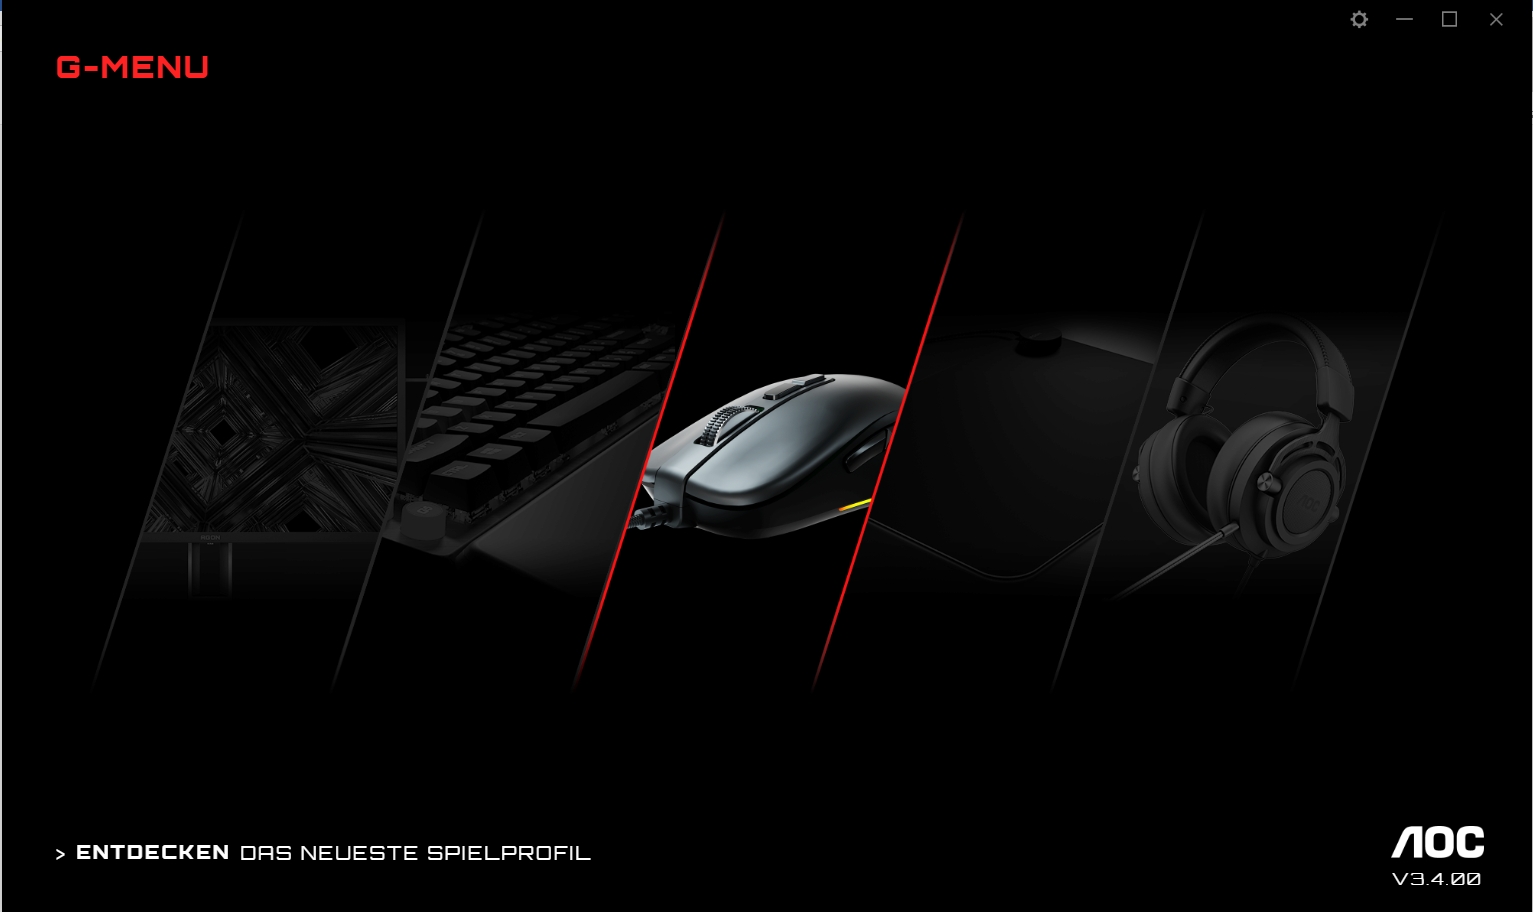 G-MENU
> ENTDECKEN DAS NEUESTE SPIELPROFIL
AOC
V3.4.00